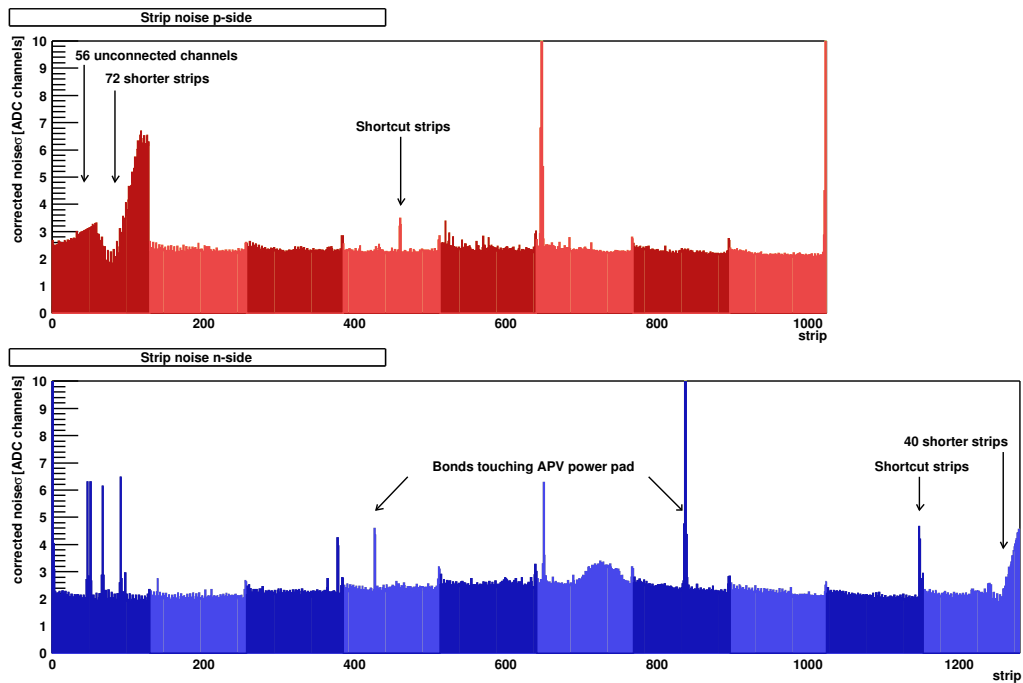 Strip noise p-side
corrected noiseσ [ADC channels]
10
9
8
7
6
5
4
3
2
1
0
56 unconnected channels
72 shorter strips
Shortcut strips
0 200 400 600 800 1000
strip
Strip noise n-side
corrected noiseσ [ADC channels]
10
9
8
7
6
5
4
3
2
1
0
40 shorter strips
Bonds touching APV power pad
Shortcut strips
0 200 400 600 800 1000 1200
strip